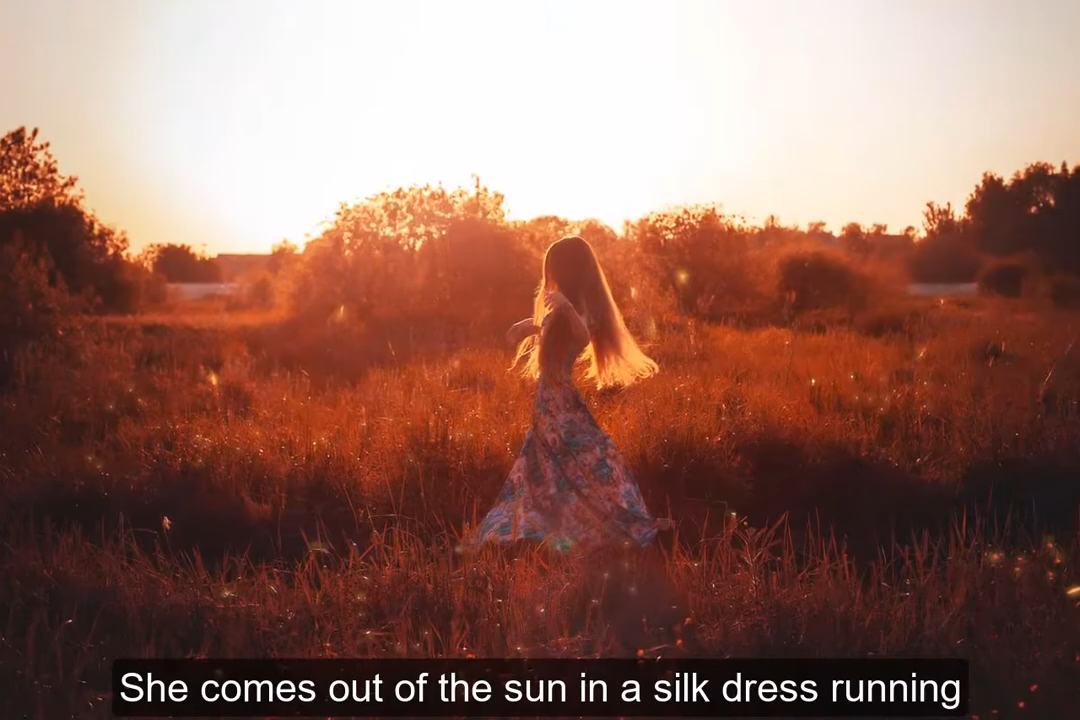 She comes out of the sun in a silk dress running